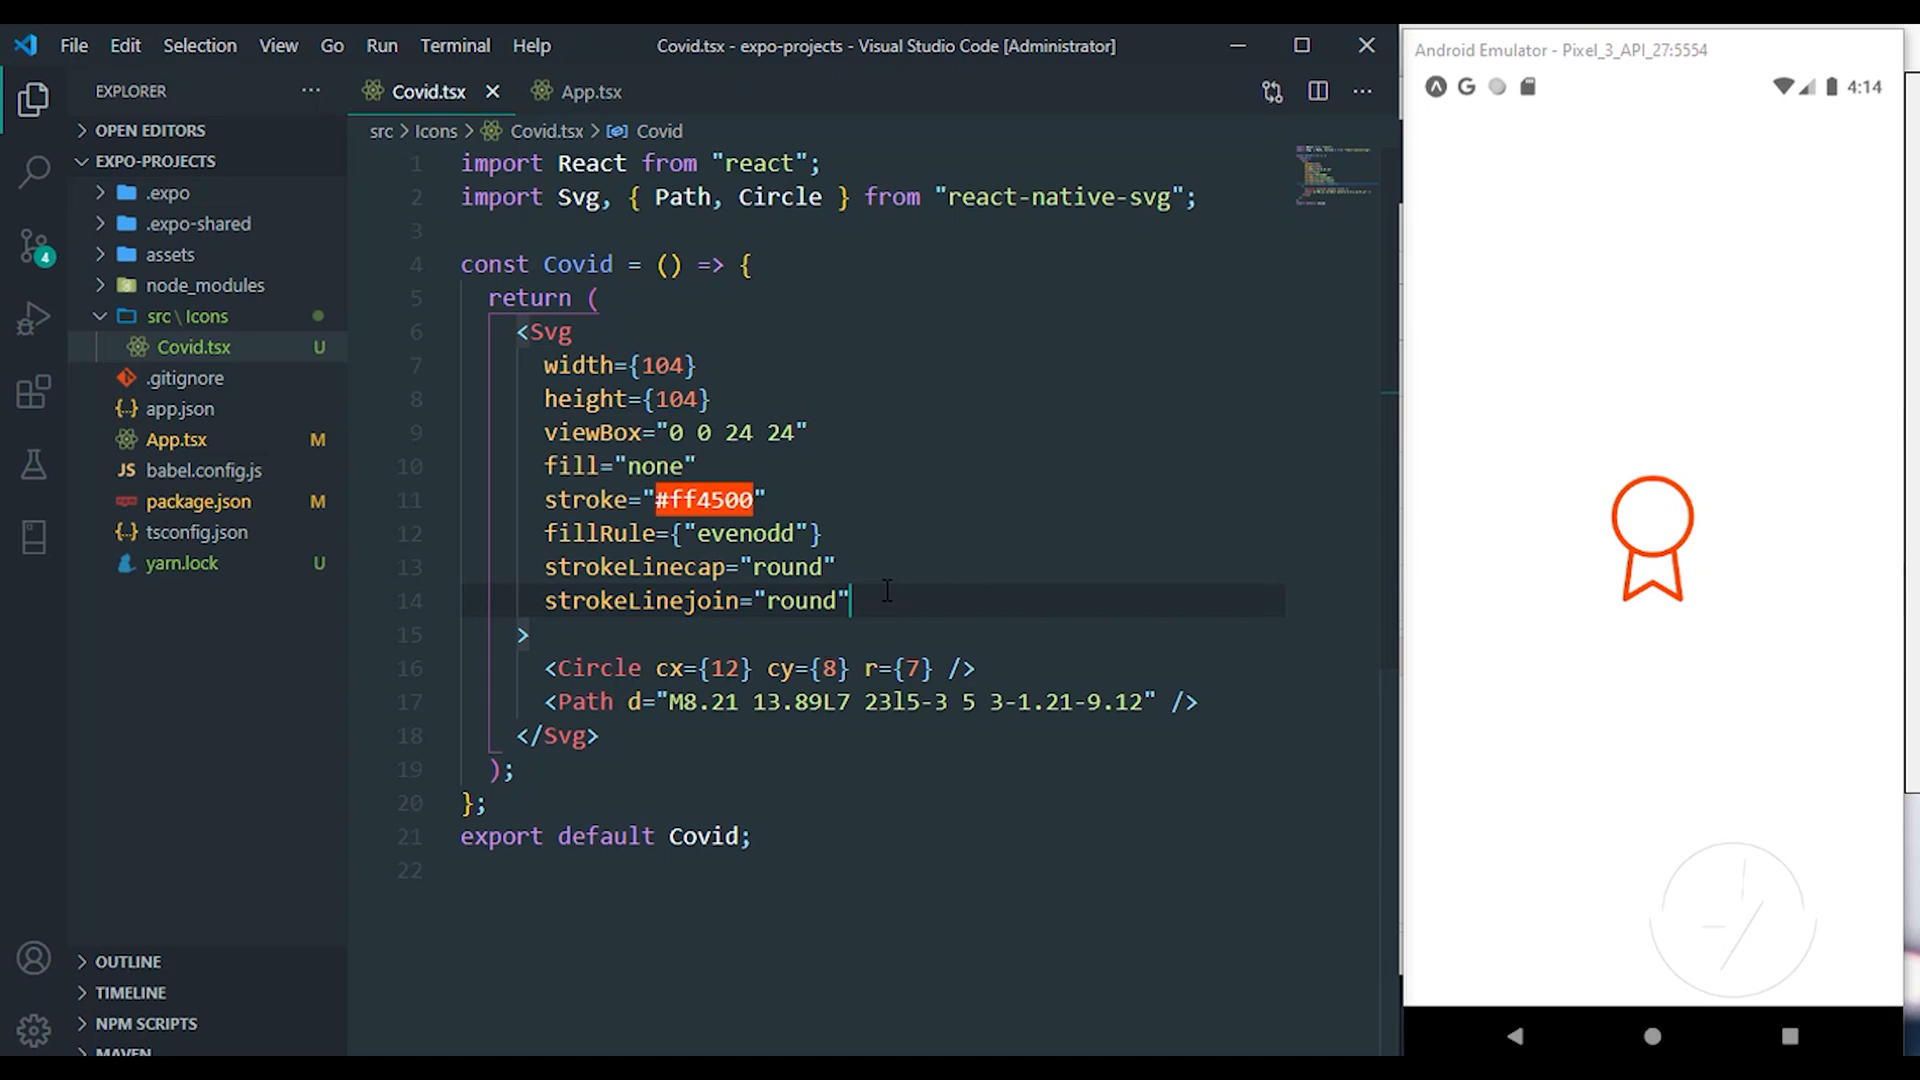 File Edit Selection View Go Run Terminal Help
Covid.tsx - expo-projects - Visual Studio Code [Administrator]
EXPLORER
OPEN EDITORS
EXPO-PROJECTS
.expo
.expo-shared
assets
node_modules
src \ Icons
Covid.tsx U
.gitignore
{..} app.json
App.tsx M
JS babel.config.js
package.json M
{..} tsconfig.json
yarn.lock U
OUTLINE
TIMELINE
NPM SCRIPTS
MAVEN
4
Covid.tsx
App.tsx
src > Icons > Covid.tsx > Covid
1 import React from "react";
2 import Svg, { Path, Circle } from "react-native-svg";
3
4 const Covid = () => {
5 return (
6 <Svg
7 width={104}
8 height={104}
9 viewBox="0 0 24 24"
10 fill="none"
11 stroke="#ff4500"
12 fillRule={"evenodd"}
13 strokeLinecap="round"
14 strokeLinejoin="round"
15 >
16 <Circle cx={12} cy={8} r={7} />
17 <Path d="M8.21 13.89L7 23l5-3 5 3-1.21-9.12" />
18 </Svg>
19 );
20 };
21 export default Covid;
22
Android Emulator - Pixel_3_API_27:5554
G 4:14